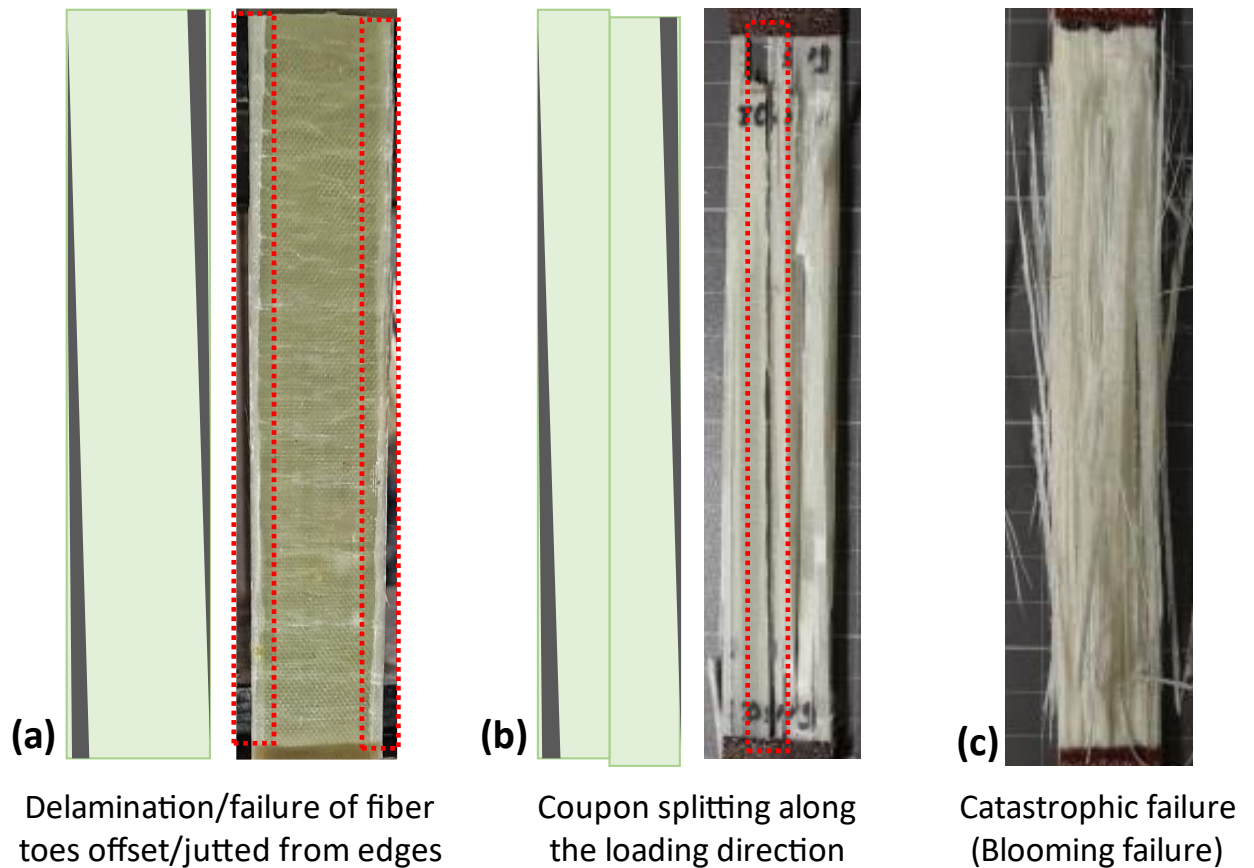 (a)
(b)
(c)
Delamination/failure of fiber
toes offset/jutted from edges
Coupon splitting along
the loading direction
Catastrophic failure
(Blooming failure)